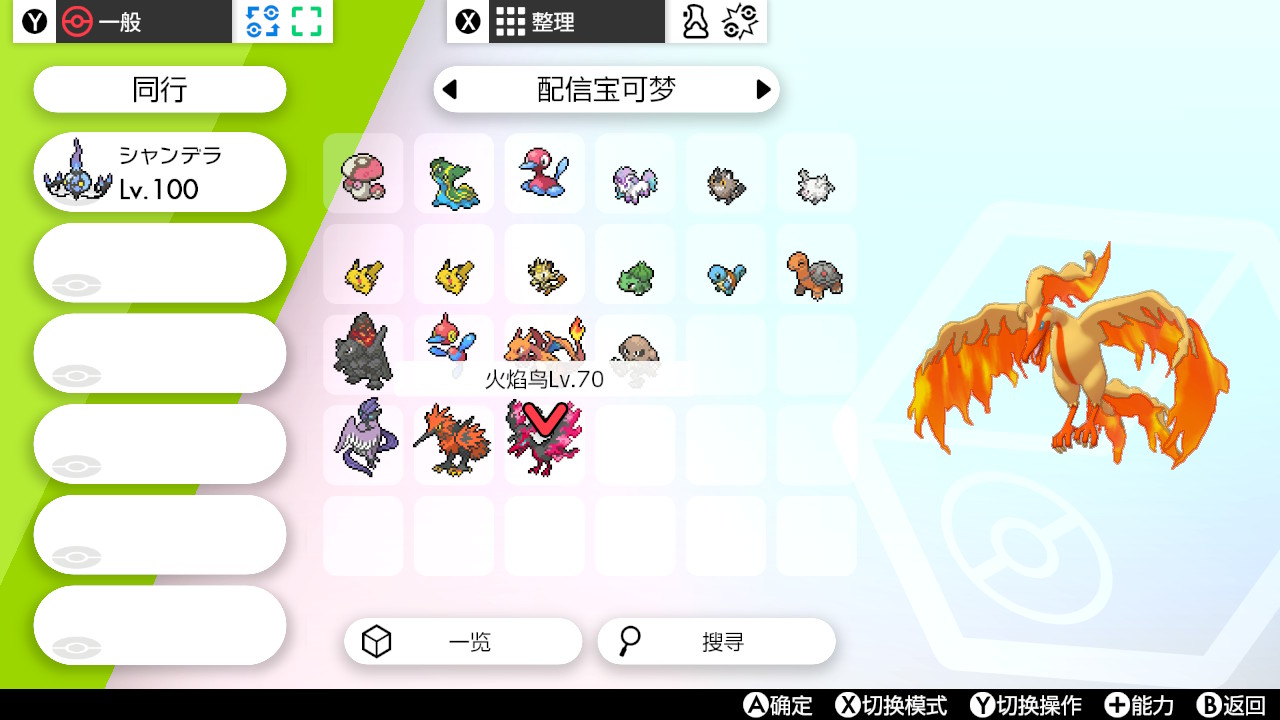 Y 一般
X 整理
同行
配信宝可梦
シャンデラ
Lv.100
火焰鸟Lv.70
一览
搜寻
A确定 X切换模式 Y切换操作 +能力 B返回